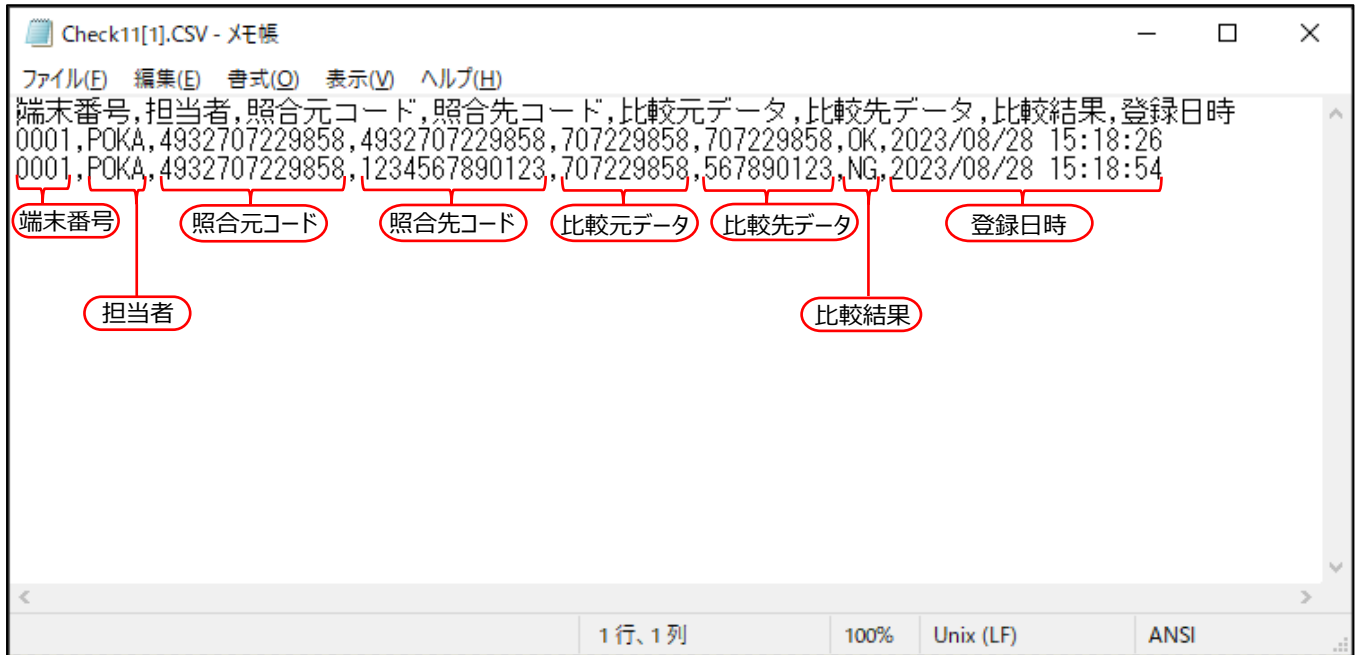 Check11[1].CSV - メモ帳
ファイル(F) 編集(E) 書式(O) 表示(V) ヘルプ(H)
端末番号,担当者,照合元コード,照合先コード,比較元データ,比較先データ,比較結果,登録日時
0001,POKA,4932707229858,4932707229858,707229858,707229858,OK,2023/08/28 15:18:26
0001,POKA,4932707229858,1234567890123,707229858,567890123,NG,2023/08/28 15:18:54
端末番号 照合元コード 照合先コード 比較元データ 比較先データ 登録日時
担当者 比較結果
1 行、1 列 100% Unix (LF) ANSI